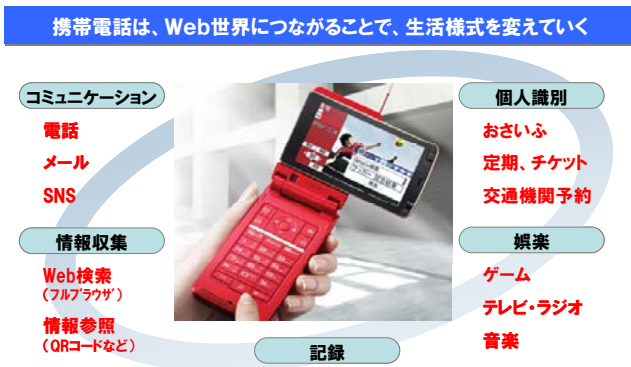 携帯電話は、Web世界につながることで、生活様式を変えていく
コミュニケーション
電話
メール
SNS
情報収集
Web検索
(フルブラウザ)
情報参照
(QRコードなど)
記録
個人識別
おさいふ
定期、チケット
交通機関予約
娯楽
ゲーム
テレビ・ラジオ
音楽